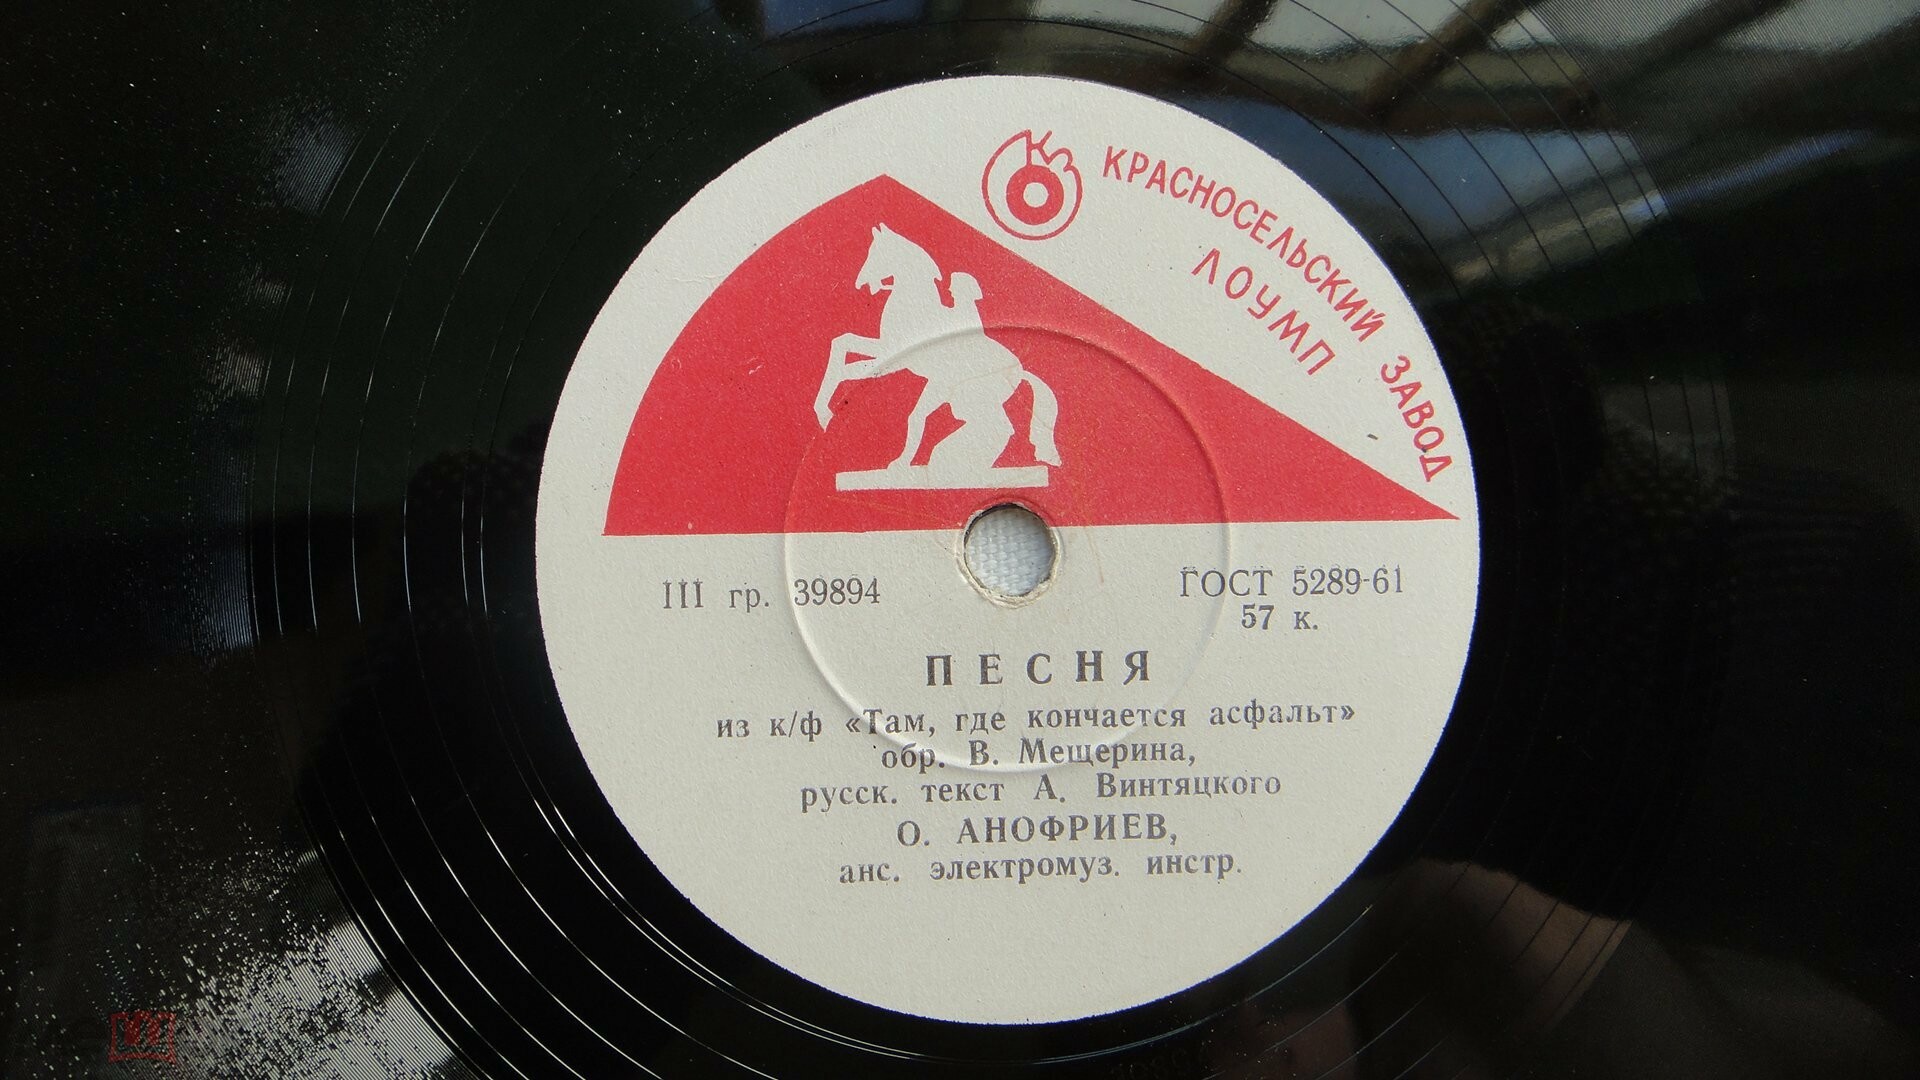 КЗ
КРАСНОСЕЛЬСКИЙ ЗАВОД
ЛОУМП
III гр. 39894
ГОСТ 5289-61
57 к.
ПЕСНЯ
из к/ф «Там, где кончается асфальт»
обр. В. Мещерина,
русск. текст А. Винтяцкого
О. АНОФРИЕВ,
анс. электромуз. инстр.